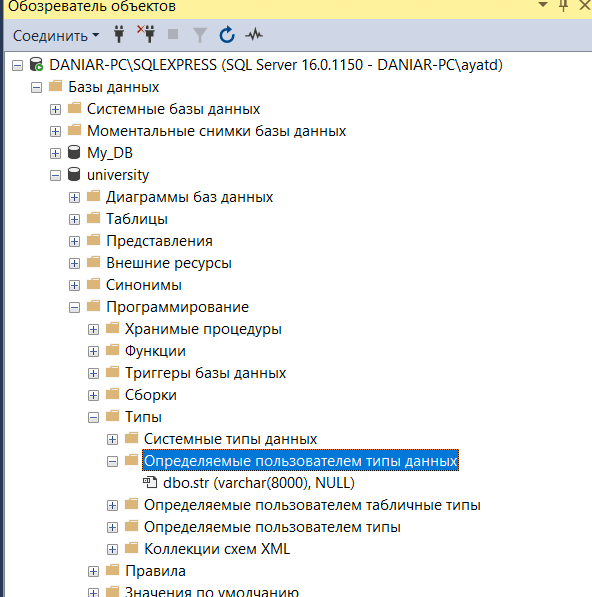 Обозреватель объектов
Соединить
DANIAR-PC\SQLEXPRESS (SQL Server 16.0.1150 - DANIAR-PC\ayatd)
Базы данных
Системные базы данных
Моментальные снимки базы данных
My_DB
university
Диаграммы баз данных
Таблицы
Представления
Внешние ресурсы
Синонимы
Программирование
Хранимые процедуры
Функции
Триггеры базы данных
Сборки
Типы
Системные типы данных
Определяемые пользователем типы данных
dbo.str (varchar(8000), NULL)
Определяемые пользователем табличные типы
Определяемые пользователем типы
Коллекции схем XML
Правила
Значения по умолчанию